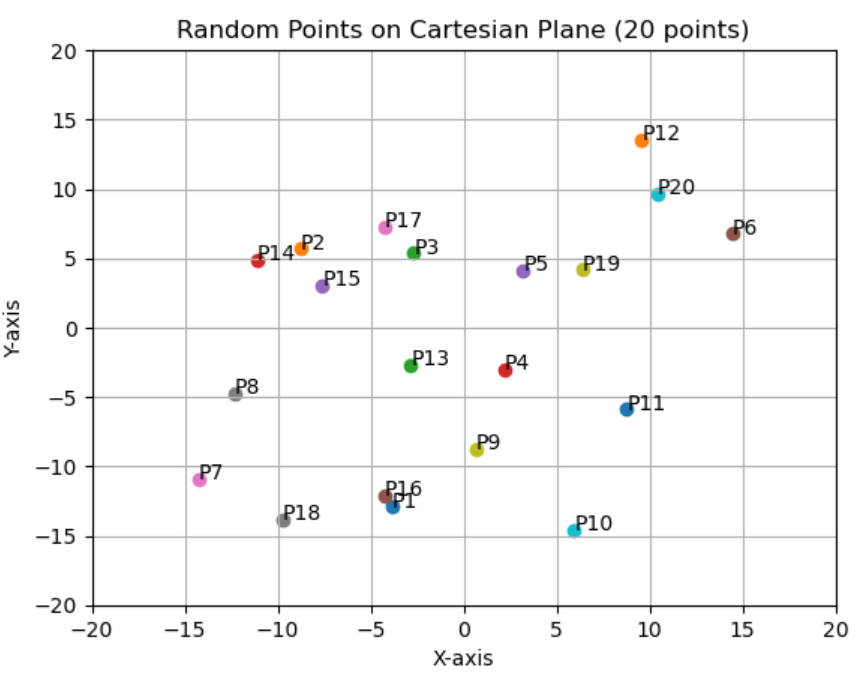 Random Points on Cartesian Plane (20 points)
20
15
10
5
0
−5
−10
−15
−20
Y-axis
P12
P20
P6
P17
P3
P2
P14
P15
P5
P19
P13
P4
P8
P11
P9
P7
P16
P1
P18
P10
−20
−15
−10
−5
0
5
10
15
20
X-axis